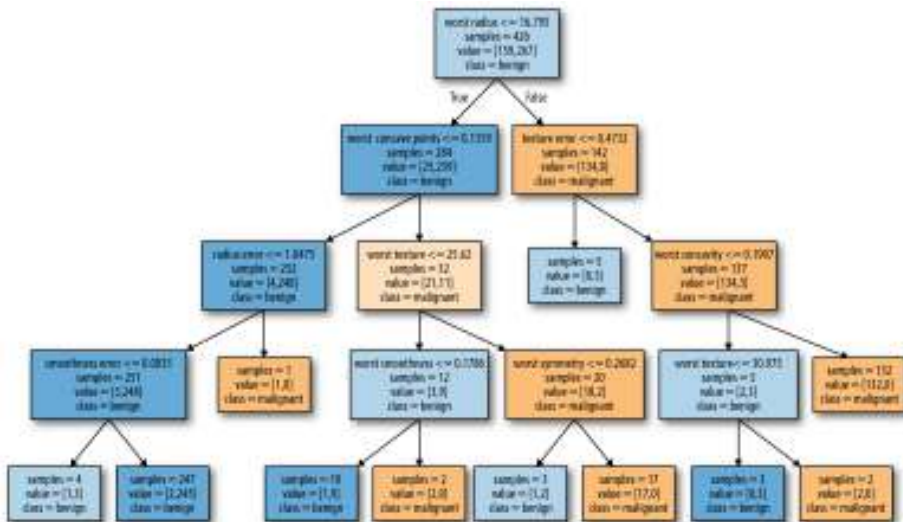 worst radius <= 16.795
samples = 426
value = [159,267]
class = benign
True
False
worst concave points <= 0.1359
samples = 284
value = [25,259]
class = benign
texture error <= 0.4732
samples = 142
value = [134,8]
class = malignant
radius error <= 1.0475
samples = 252
value = [4,248]
class = benign
worst texture <= 25.62
samples = 32
value = [21,11]
class = malignant
samples = 5
value = [0,5]
class = benign
worst concavity <= 0.1907
samples = 137
value = [134,3]
class = malignant
smoothness error <= 
samples = 251
value = [3,248]
class = benign
samples = 1
value = [1,0]
class = malignant
worst smoothness <= 0.1786
samples = 12
value = [3,9]
class = benign
worst symmetry <= 0.2682
samples = 20
value = [18,2]
class = malignant
worst texture<= 30.975
samples = 5
value = [2,3]
class = benign
samples = 132
value = [132,0]
class = malignant
samples = 4
value = [1,3]
class = benign
samples = 247
value = [2,245]
class = benign
samples = 10
value = [1,9]
class = benign
samples = 2
value = [2,0]
class = malignant
samples = 3
value = [1,2]
class = benign
samples = 17
value = [17,0]
class = malignant
samples = 3
value = [0,3]
class = benign
samples = 2
value = [2,0]
class = malignant